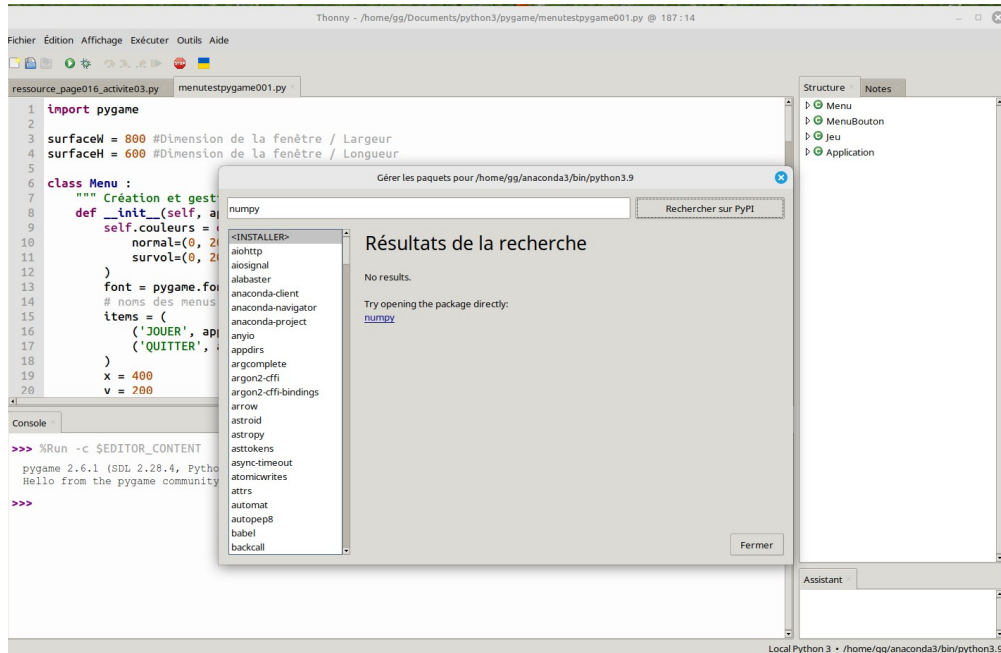 Thonny - /home/gg/Documents/python3/pygame/menutestpygame001.py @ 187 : 14
Fichier Édition Affichage Exécuter Outils Aide
ressource_page016_activite03.py menutestpygame001.py
1 import pygame
2
3 surfaceW = 800 #Dimension de la fenêtre / Largeur
4 surfaceH = 600 #Dimension de la fenêtre / Longueur
5
6 class Menu :
7 """ Création et gest
8 def __init__(self, a
9 self.couleurs =
10 normal=(0, 2
11 survol=(0, 2
12 )
13 font = pygame.fo
14 # noms des menus
15 items = (
16 ('JOUER', ap
17 ('QUITTER',
18 )
19 x = 400
20 y = 200
Console
>>> %Run -c $EDITOR_CONTENT
pygame 2.6.1 (SDL 2.28.4, Pytho
Hello from the pygame community
>>>
Gérer les paquets pour /home/gg/anaconda3/bin/python3.9
numpy Rechercher sur PyPI
<INSTALLER>
aiohttp
aiosignal
alabaster
anaconda-client
anaconda-navigator
anaconda-project
anyio
appdirs
argcomplete
argon2-cffi
argon2-cffi-bindings
arrow
astroid
astropy
asttokens
async-timeout
atomicwrites
attrs
automat
autopep8
babel
backcall
Résultats de la recherche
No results.
Try opening the package directly:
numpy
Fermer
Structure Notes
Menu
MenuBouton
Jeu
Application
Assistant
Local Python 3 • /home/gg/anaconda3/bin/python3.9